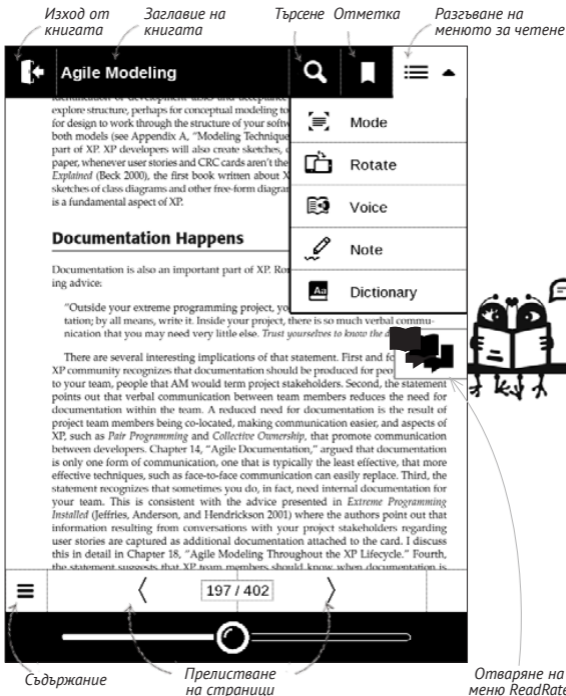 Изход от
книгата
Заглавие на
книгата
Търсене
Отметка
Разгъване на
менюто за четене
Agile Modeling
explore structure, perhaps for conceptual modeling to
for design to work through the structure of your softw
both models (see Appendix A, "Modeling Technique
part of XP. XP developers will also create sketches,
paper, whenever user stories and CRC cards aren't the
Explained (Beck 2000), the first book written about X
sketches of class diagrams and other free-form diagra
is a fundamental aspect of XP.
Mode
Rotate
Voice
Note
Dictionary
Documentation Happens
Documentation is also an important part of XP. Ro
ing advice:
"Outside your extreme programming project, yo
tation; by all means, write it. Inside your project, there is so much verbal commu-
nication that you may need very little else. Trust yourselves to know the d
There are several interesting implications of that statement. First and fo
XP community recognizes that documentation should be produced for peo
to your team, people that AM would term project stakeholders. Second, the statement
points out that verbal communication between team members reduces the need for
documentation within the team. A reduced need for documentation is the result of
project team members being co-located, making communication easier, and aspects of
XP, such as Pair Programming and Collective Ownership, that promote communication
between developers. Chapter 14, "Agile Documentation," argued that documentation
is only one form of communication, one that is typically the least effective, that more
effective techniques, such as face-to-face communication can easily replace. Third, the
statement recognizes that sometimes you do, in fact, need internal documentation for
your team. This is consistent with the advice presented in Extreme Programming
Installed (Jeffries, Anderson, and Hendrickson 2001) where the authors point out that
information resulting from conversations with your project stakeholders regarding
user stories are captured as additional documentation attached to the card. I discuss
this in detail in Chapter 18, "Agile Modeling Throughout the XP Lifecycle." Fourth,
the statement suggests that XP team members should know when documentation is
197 / 402
Съдържание
Прелистване
на страници
Отваряне на
меню ReadRate